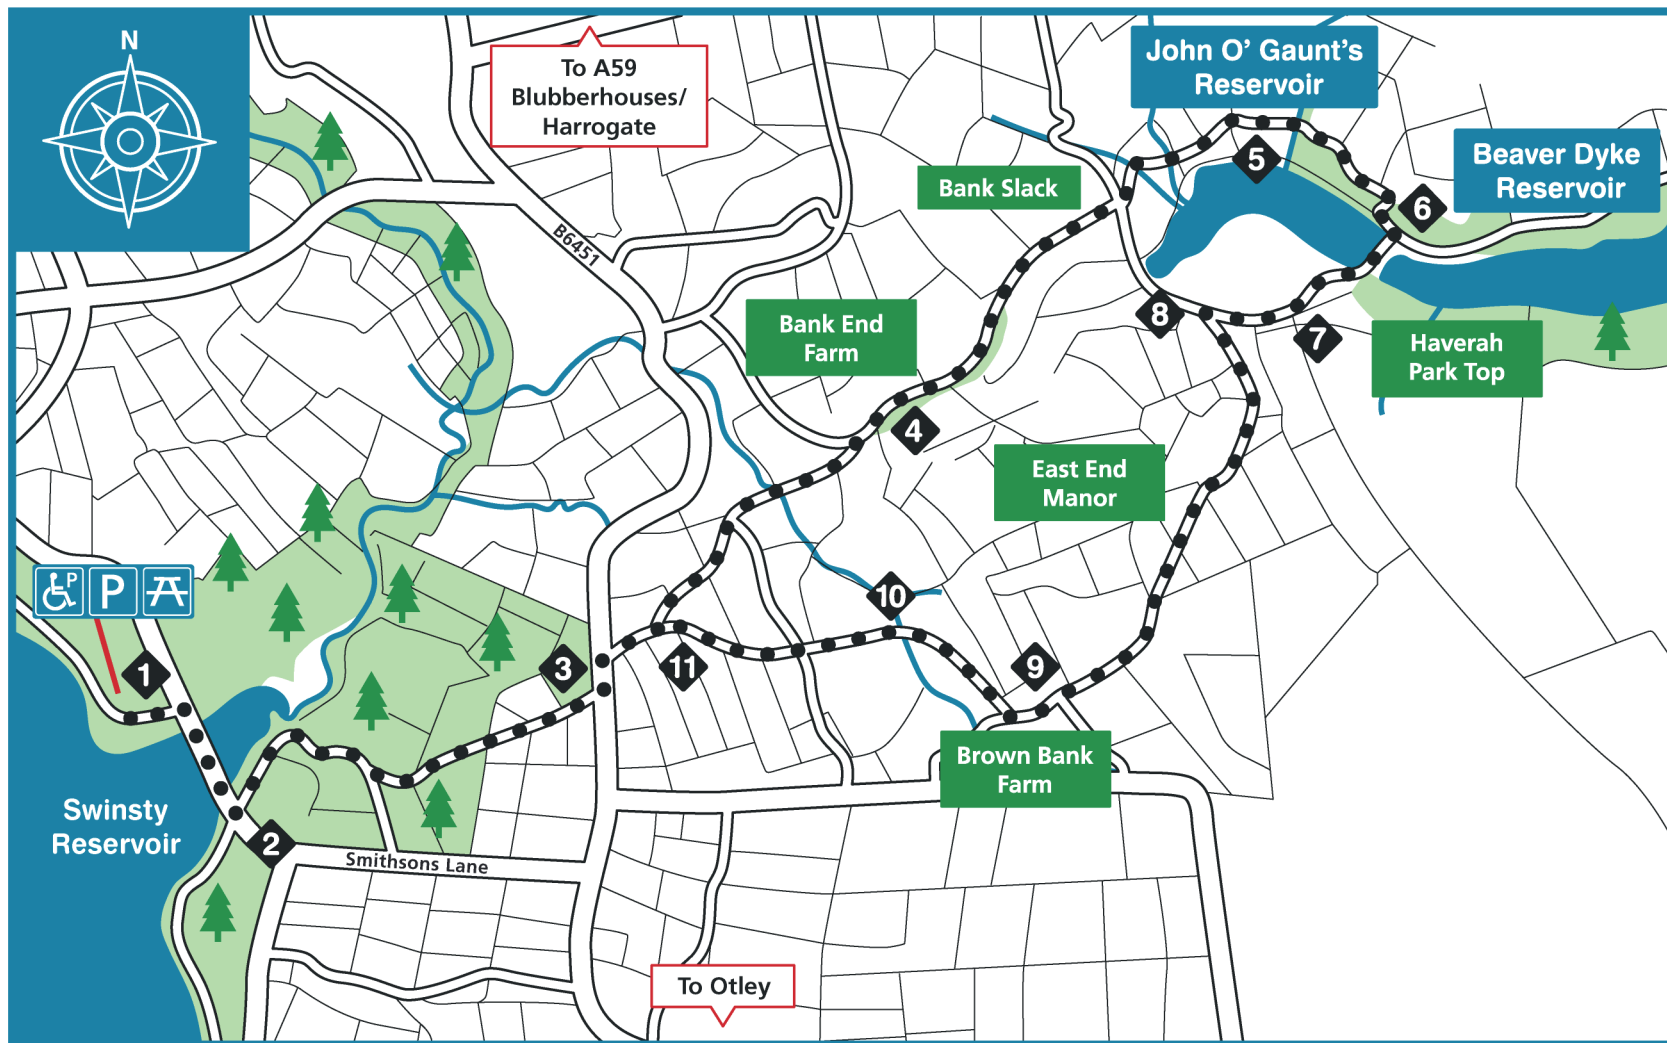 N
To A59
Blubberhouses/
Harrogate
John O’ Gaunt’s
Reservoir
Beaver Dyke
Reservoir
5
Bank Slack
6
B6451
Bank End
Farm
8
7
Haverah
Park Top
4
East End
Manor
P
P
10
1
3
11
9
Brown Bank
Farm
Swinsty
Reservoir
2
Smithsons Lane
To Otley